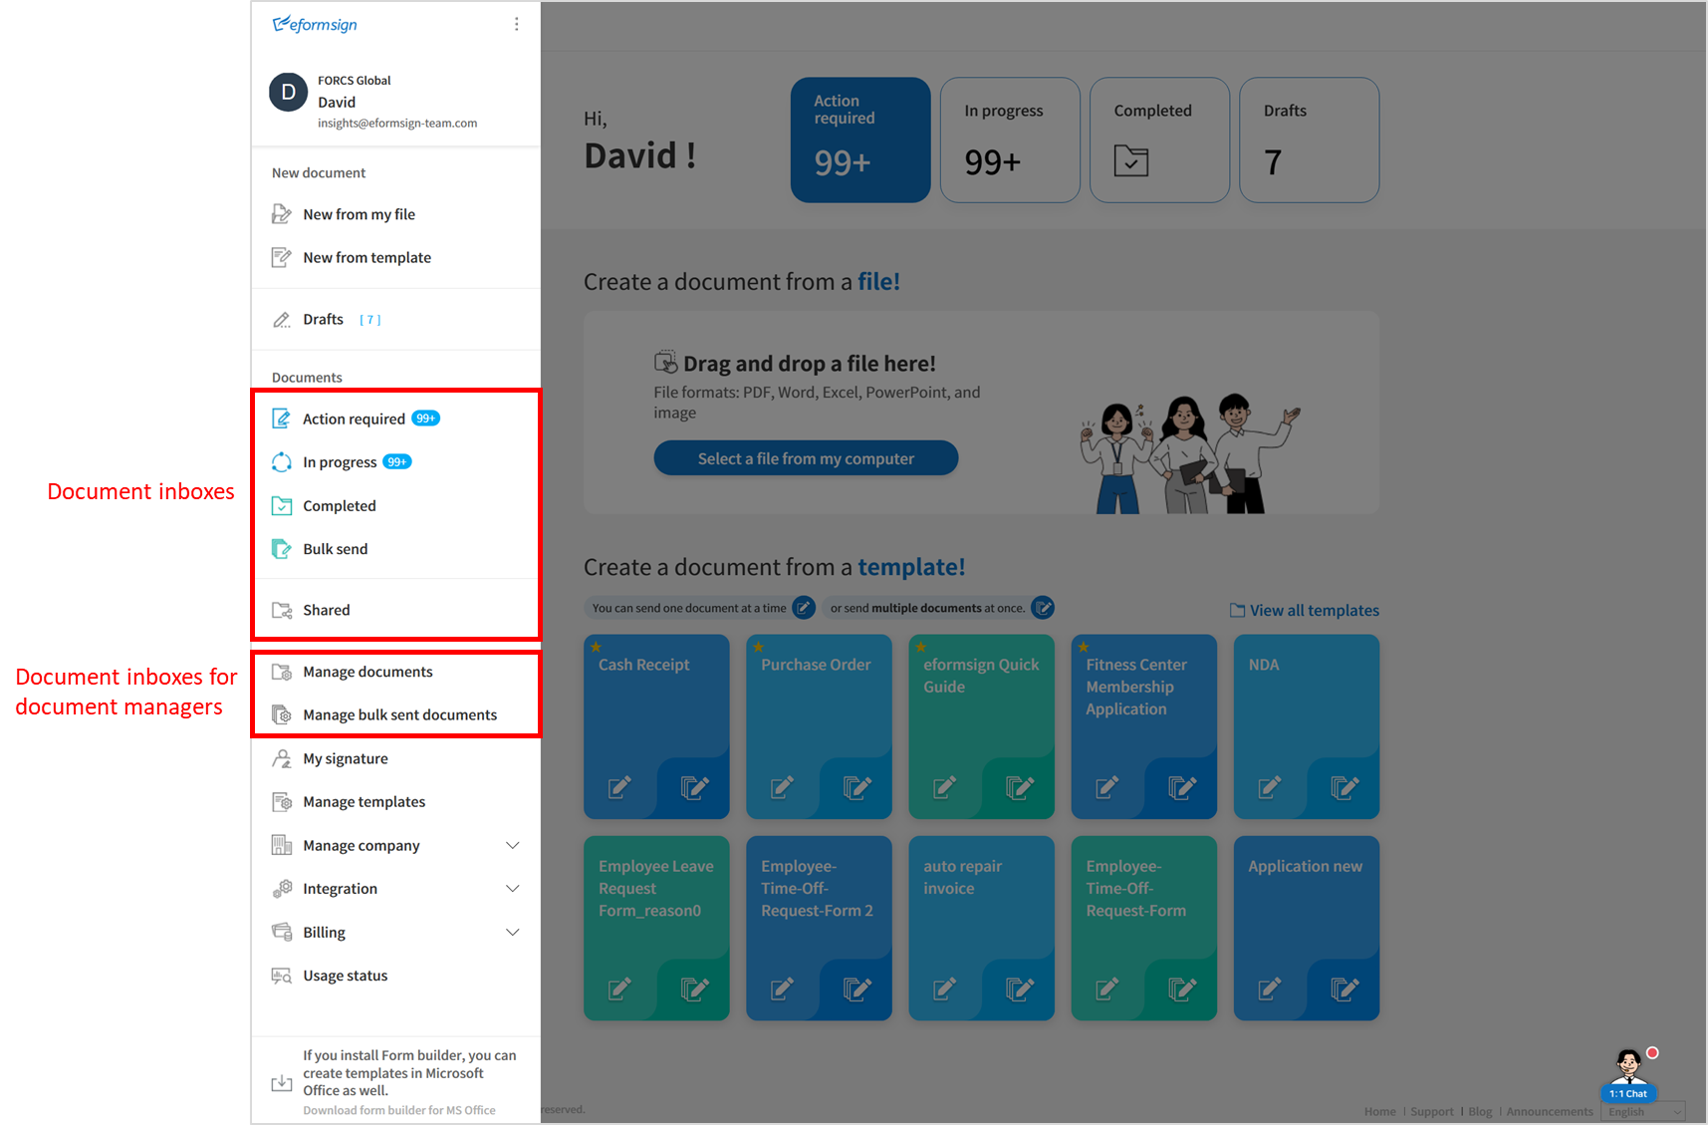 eformsign
D
FORCS Global
David
insights@eformsign-team.com
New document
New from my file
New from template
Drafts [ 7 ]
Documents
Action required 99+
In progress 99+
Completed
Bulk send
Shared
Manage documents
Manage bulk sent documents
My signature
Manage templates
Manage company
Integration
Billing
Usage status
If you install Form builder, you can
create templates in Microsoft
Office as well.
Download form builder for MS Office
Document inboxes
Document inboxes for
document managers
Hi,
David !
Action
required
99+
In progress
99+
Completed
Drafts
7
Create a document from a file!
Drag and drop a file here!
File formats: PDF, Word, Excel, PowerPoint, and
image
Select a file from my computer
Create a document from a template!
You can send one document at a time
or send multiple documents at once.
View all templates
Cash Receipt
Purchase Order
eformsign Quick
Guide
Fitness Center
Membership
Application
NDA
Employee Leave
Request
Form_reason0
Employee-
Time-Off-
Request-Form 2
auto repair
invoice
Employee-
Time-Off-
Request-Form
Application new
1:1 Chat
reserved.
Home | Support | Blog | Announcements
English